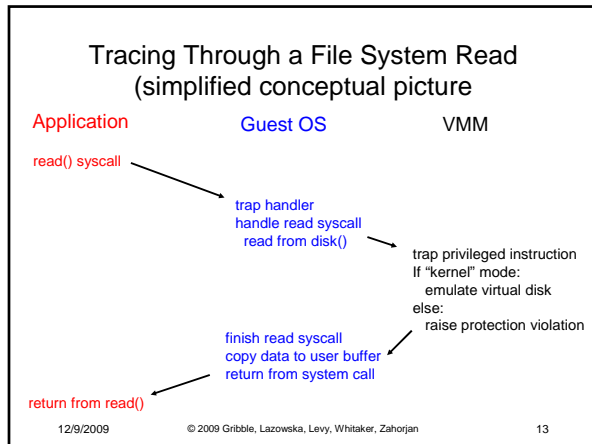 Tracing Through a File System Read
(simplified conceptual picture
Application
Guest OS
VMM
read() syscall
trap handler
handle read syscall
read from disk()
trap privileged instruction
If “kernel” mode:
emulate virtual disk
else:
raise protection violation
finish read syscall
copy data to user buffer
return from system call
return from read()
12/9/2009
© 2009 Gribble, Lazowska, Levy, Whitaker, Zahorjan
13